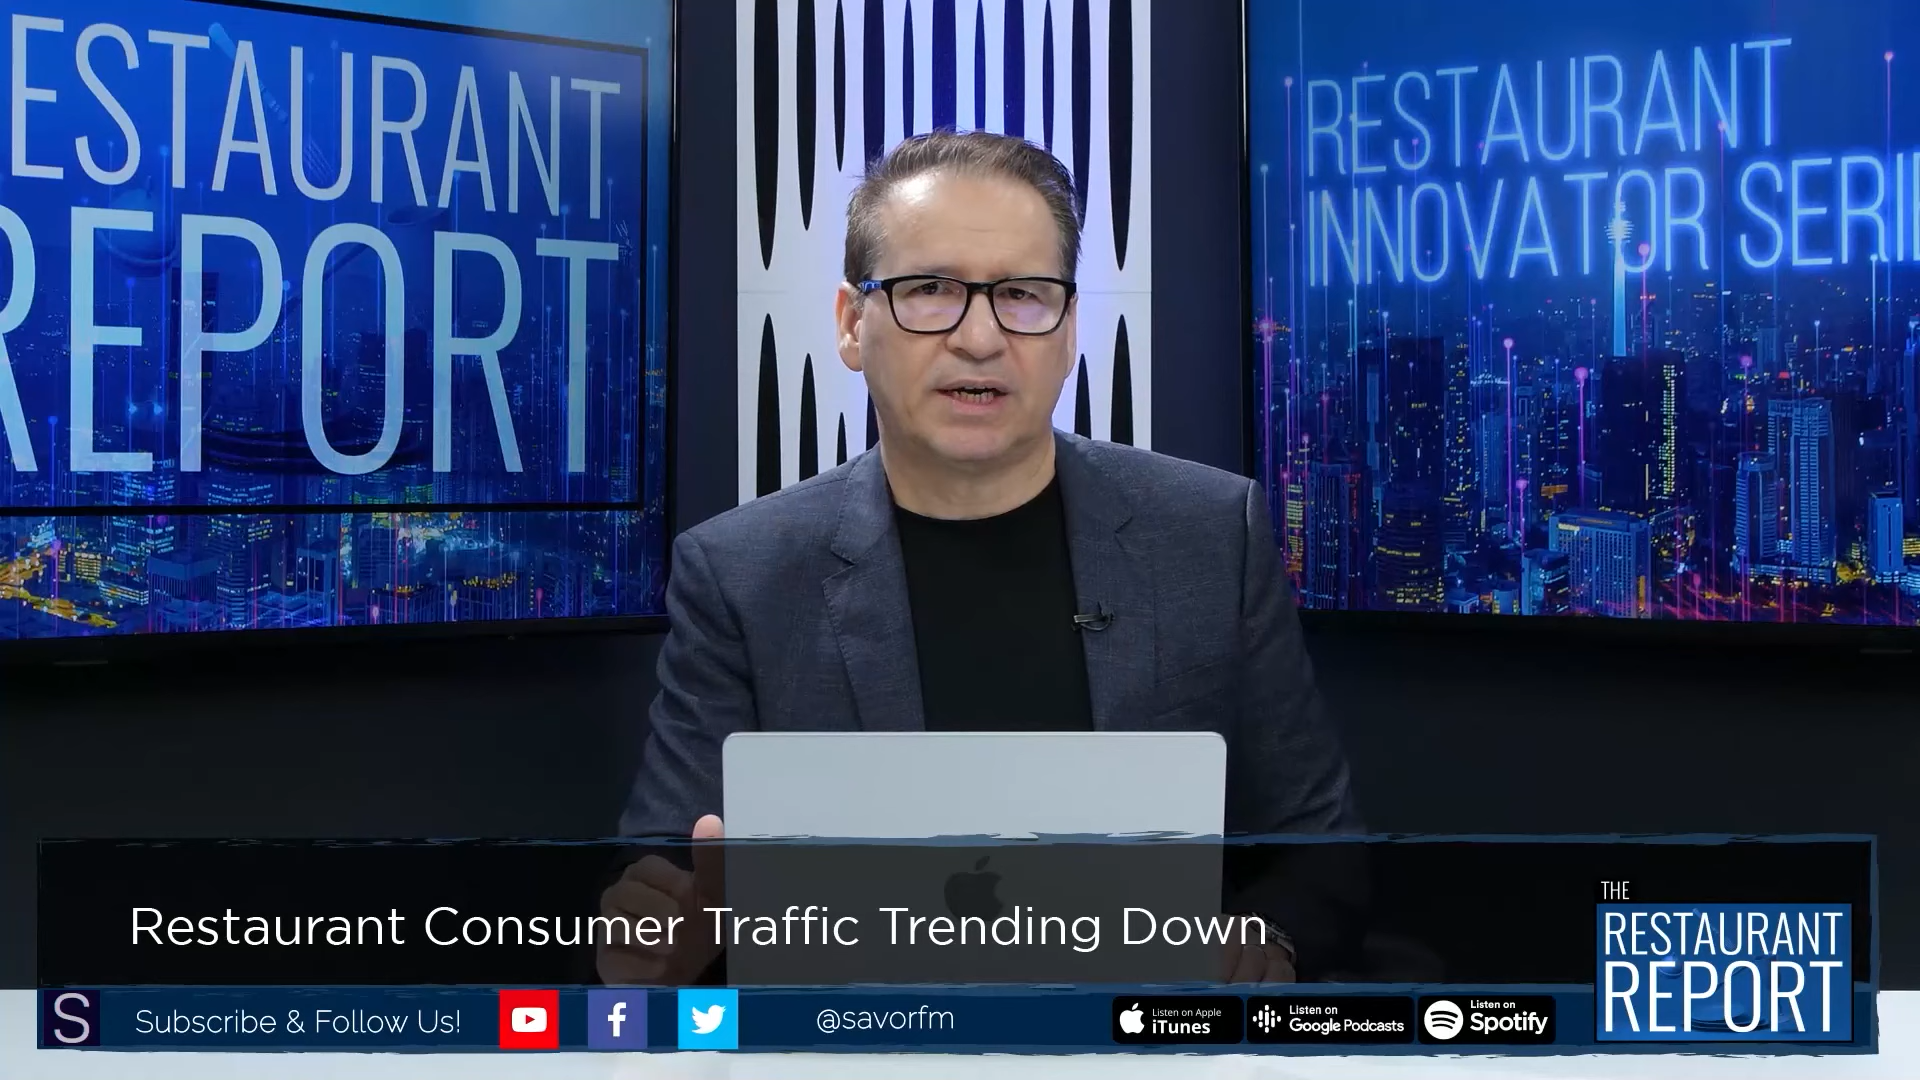 ESTAURANT
REPORT
RESTAURANT
INNOVATOR SERIE
Restaurant Consumer Traffic Trending Down
THE
RESTAURANT
REPORT
S
Subscribe & Follow Us!
f
@savorfm
Listen on Apple
iTunes
Listen on
Google Podcasts
Listen on
Spotify